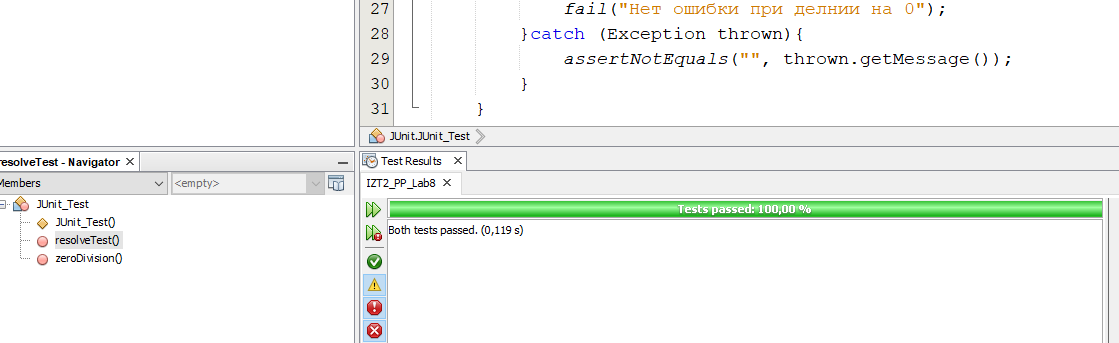 27 fail("Нет ошибки при делнии на 0");
28 }catch (Exception thrown){
29 assertNotEquals("", thrown.getMessage());
30 }
31 }
JUnit.JUnit_Test
resolveTest - Navigator
Members
<empty>
JUnit_Test
JUnit_Test()
resolveTest()
zeroDivision()
Test Results
IZT2_PP_Lab8
Tests passed: 100,00 %
Both tests passed. (0,119 s)